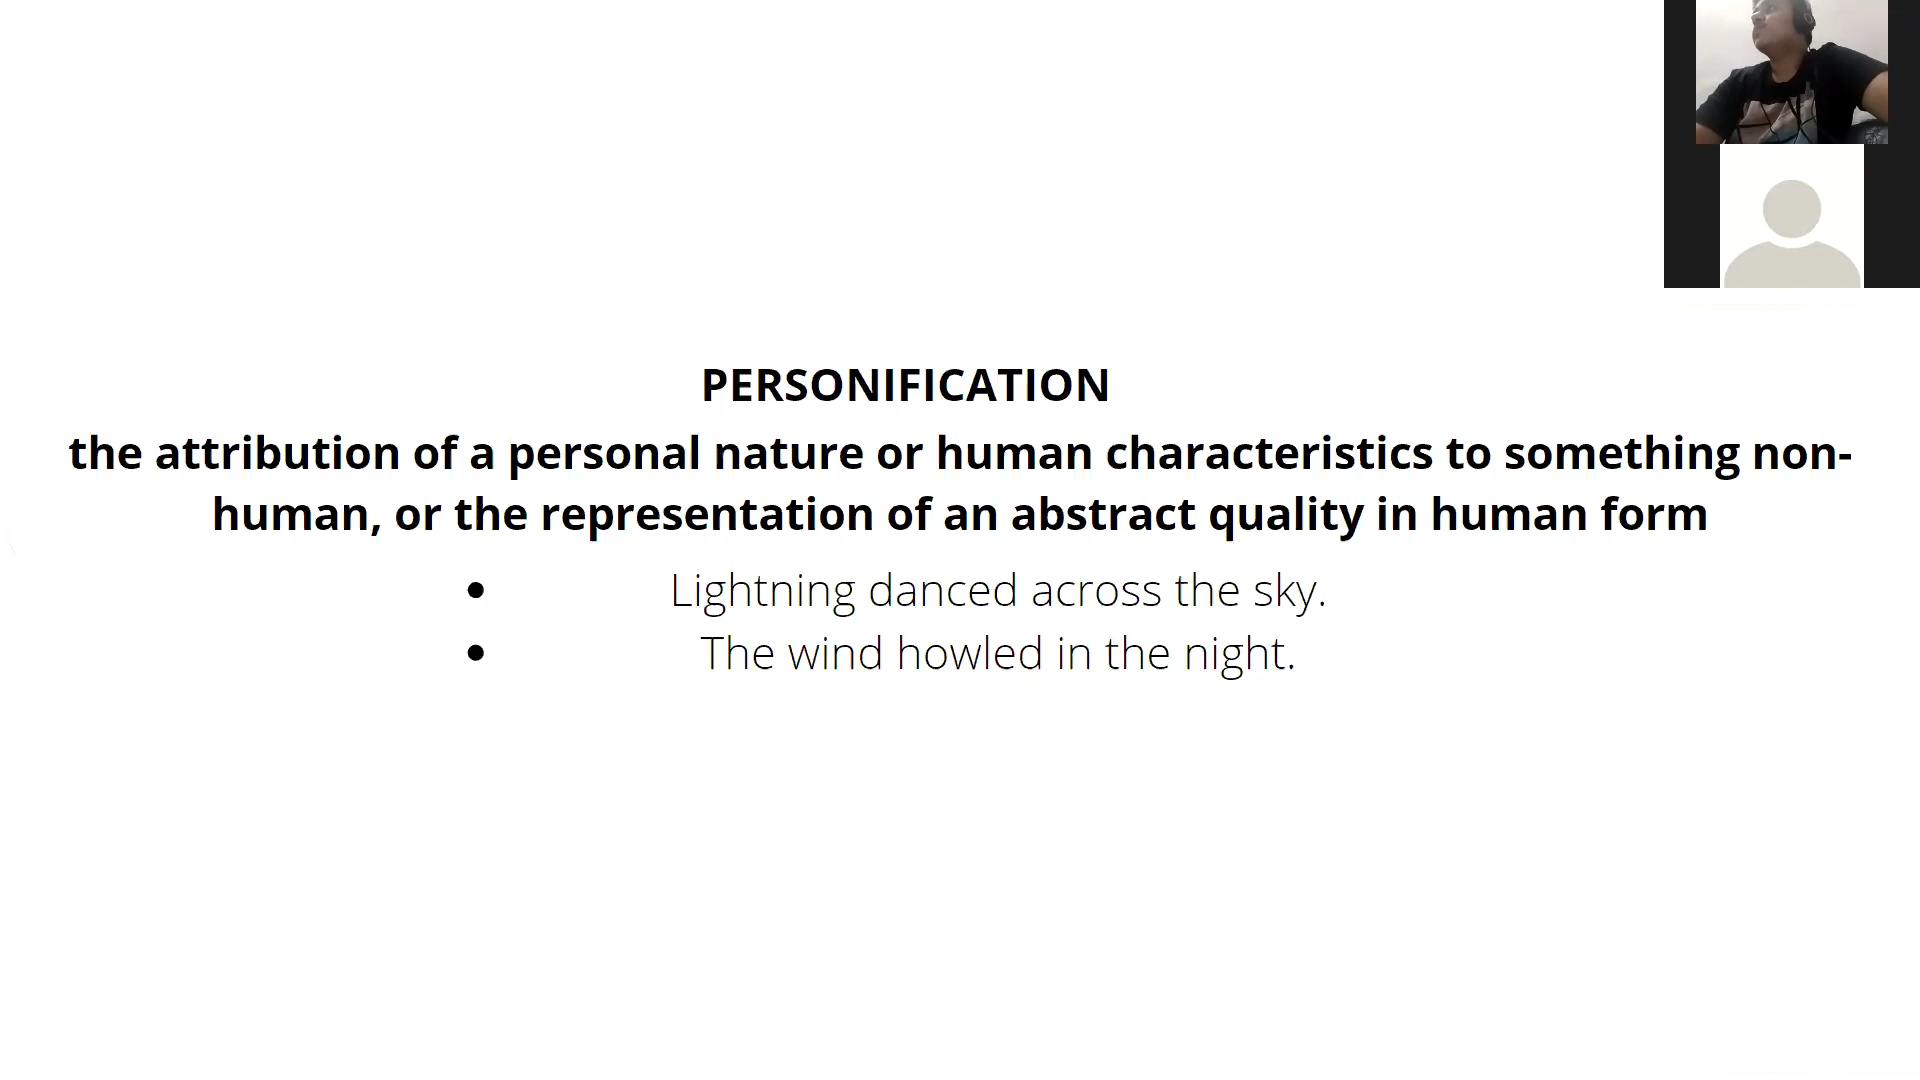 PERSONIFICATION
the attribution of a personal nature or human characteristics to something non-
human, or the representation of an abstract quality in human form
• Lightning danced across the sky.
• The wind howled in the night.